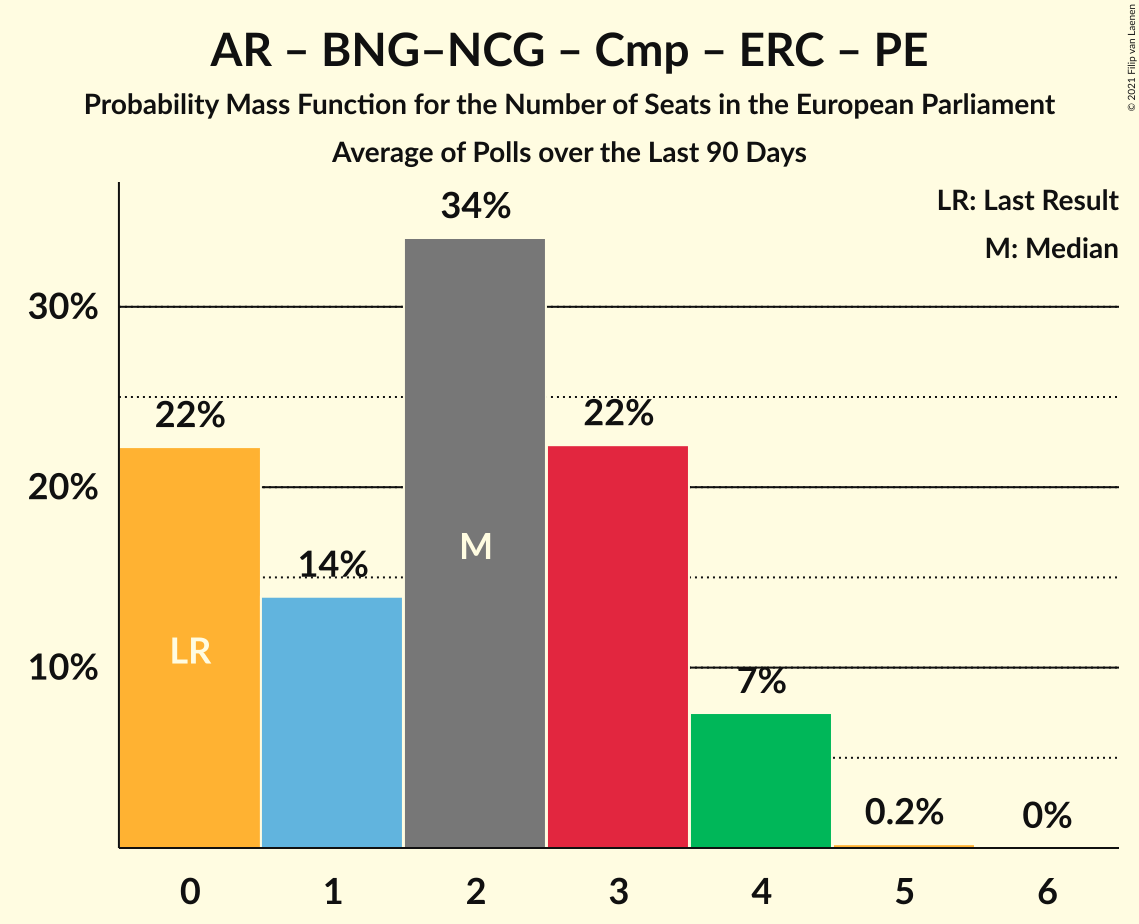 AR – BNG–NCG – Cmp – ERC – PE
Probability Mass Function for the Number of Seats in the European Parliament
Average of Polls over the Last 90 Days
© 2021 Filip van Laenen
LR: Last Result
M: Median
34%
30%
22%
22%
20%
M
14%
LR
10%
7%
0.2%
0%
0 1 2 3 4 5 6